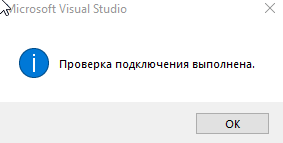 Microsoft Visual Studio
Проверка подключения выполнена.
OK